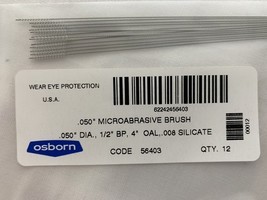 WEAR EYE PROTECTION
U.S.A.
62242456403
.050" MICROABRASIVE BRUSH
.050" DIA., 1/2" BP, 4" OAL,.008 SILICATE
osborn
CODE 56403
QTY. 12
00012